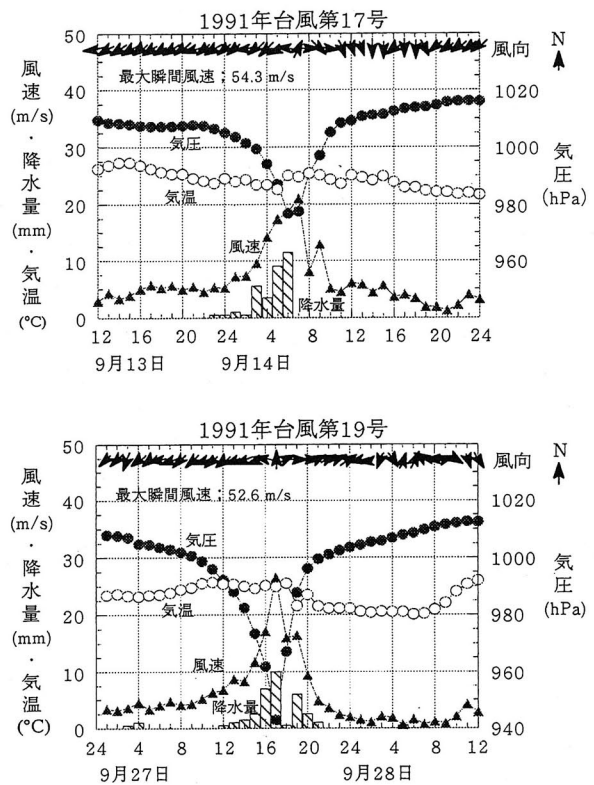 1991年台風第17号
50
40
30
20
10
0
風速(m/s)・降水量(mm)・気温(°C)
最大瞬間風速；54.3 m/s
風向
N
1020
1000
980
960
気圧(hPa)
気圧
気温
風速
降水量
12 16 20 24 4 8 12 16 20 24
9月13日 9月14日
1991年台風第19号
50
40
30
20
10
0
風速(m/s)・降水量(mm)・気温(°C)
最大瞬間風速；52.6 m/s
風向
N
1020
1000
980
960
940
気圧(hPa)
気圧
気温
風速
降水量
24 4 8 12 16 20 24 4 8 12
9月27日 9月28日